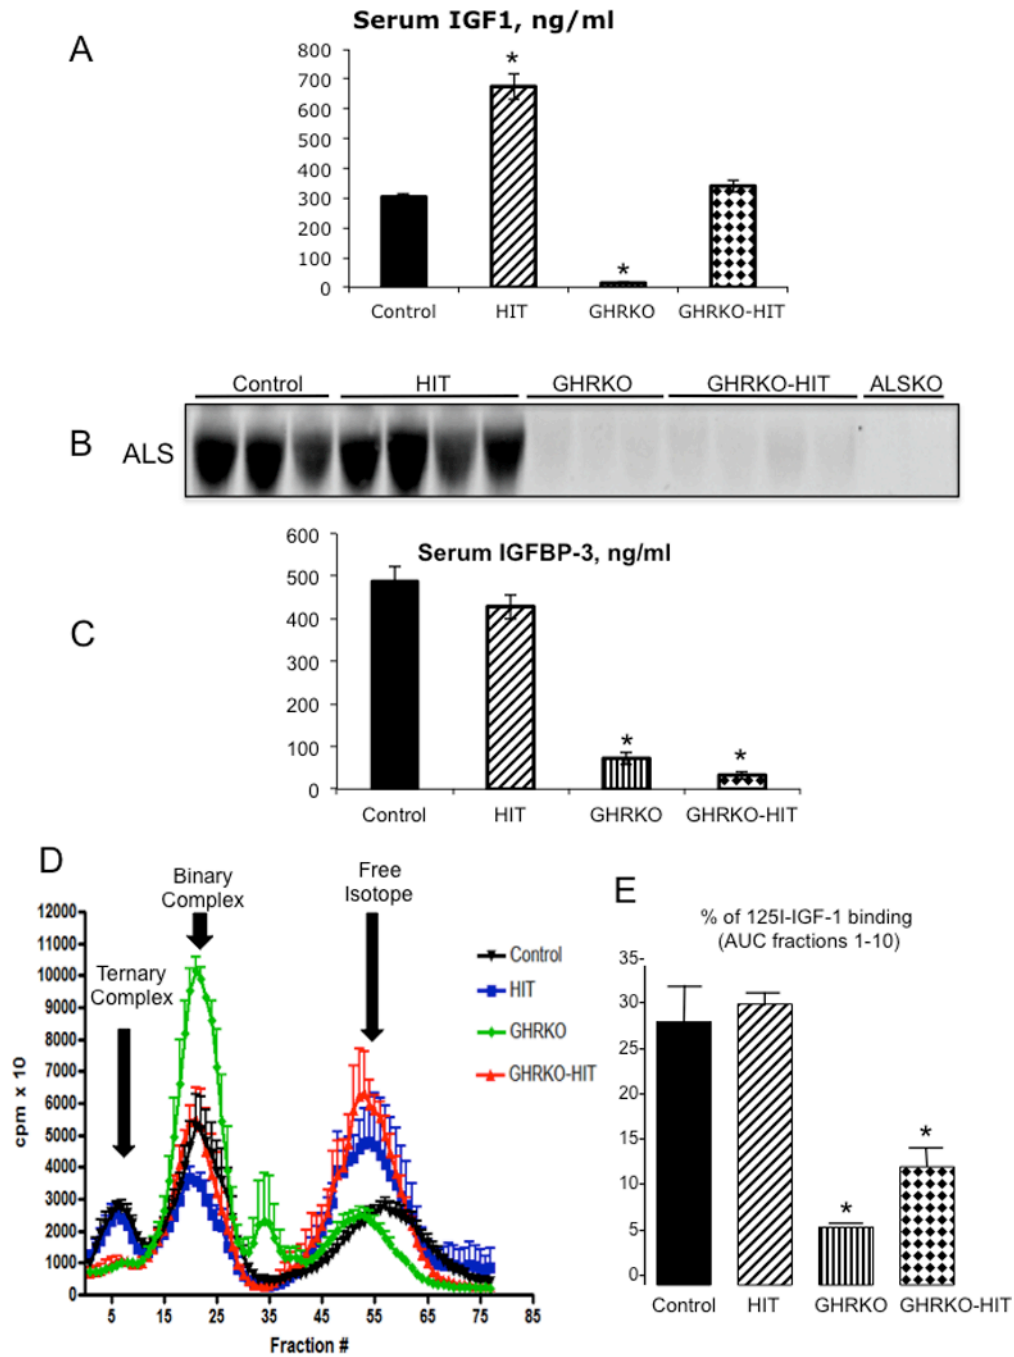 A
Serum IGF1, ng/ml
800
700
600
500
400
300
200
100
0
*
*
Control HIT GHRKO GHRKO-HIT
Control HIT GHRKO GHRKO-HIT ALSKO
B ALS
C
Serum IGFBP-3, ng/ml
600
500
400
300
200
100
0
*
*
Control HIT GHRKO GHRKO-HIT
D
Binary
Complex
Free
Isotope
Ternary
Complex
Control
HIT
GHRKO
GHRKO-HIT
cpm x 10
12000
11000
10000
9000
8000
7000
6000
5000
4000
3000
2000
1000
0
5 15 25 35 45 55 65 75 85
Fraction #
E
% of 125I-IGF-1 binding
(AUC fractions 1-10)
35
30
25
20
15
10
5
0
*
*
Control HIT GHRKO GHRKO-HIT